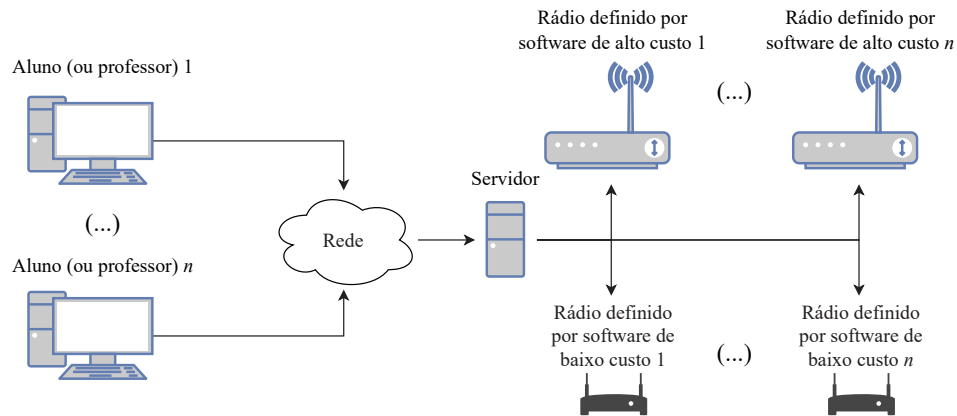 Aluno (ou professor) 1
(...)
Aluno (ou professor) n
Rede
Servidor
Rádio definido por
software de alto custo 1
(...)
Rádio definido por
software de alto custo n
Rádio definido
por software de
baixo custo 1
(...)
Rádio definido
por software de
baixo custo n